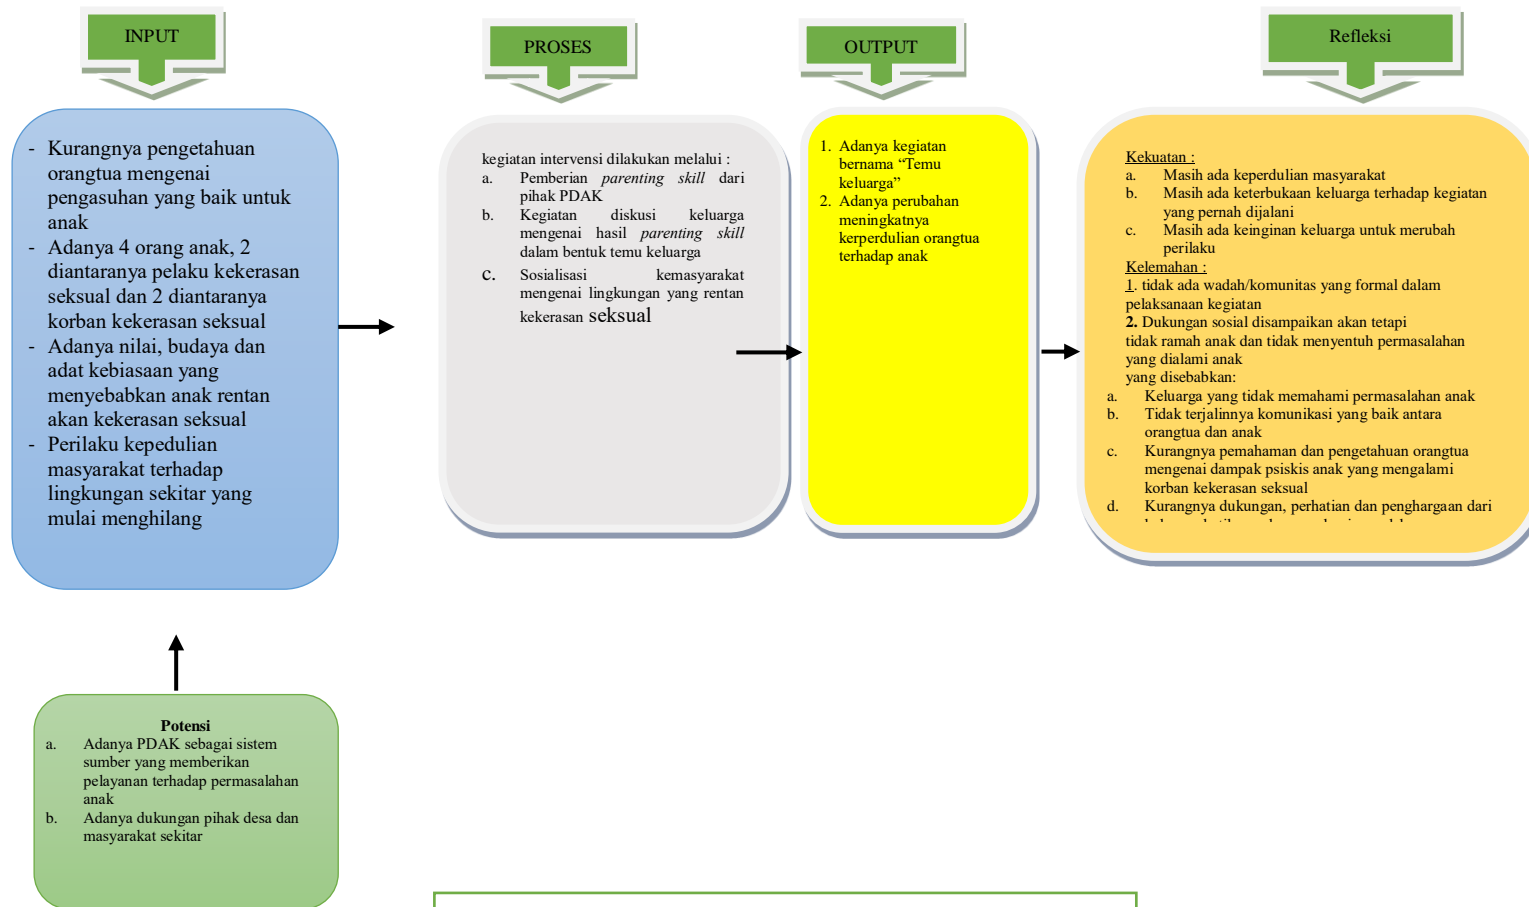 INPUT
- Kurangnya pengetahuan
orangtua mengenai
pengasuhan yang baik untuk
anak
- Adanya 4 orang anak, 2
diantaranya pelaku kekerasan
seksual dan 2 diantaranya
korban kekerasan seksual
- Adanya nilai, budaya dan
adat kebiasaan yang
menyebabkan anak rentan
akan kekerasan seksual
- Perilaku kepedulian
masyarakat terhadap
lingkungan sekitar yang
mulai menghilang
Potensi
a. Adanya PDAK sebagai sistem
sumber yang memberikan
pelayanan terhadap permasalahan
anak
b. Adanya dukungan pihak desa dan
masyarakat sekitar
PROSES
kegiatan intervensi dilakukan melalui :
a. Pemberian parenting skill dari
pihak PDAK
b. Kegiatan diskusi keluarga
mengenai hasil parenting skill
dalam bentuk temu keluarga
c. Sosialisasi kemasyarakat
mengenai lingkungan yang rentan
kekerasan seksual
OUTPUT
1. Adanya kegiatan
bernama “Temu
keluarga”
2. Adanya perubahan
meningkatnya
kerperdulian orangtua
terhadap anak
Refleksi
Kekuatan :
a. Masih ada keperdulian masyarakat
b. Masih ada keterbukaan keluarga terhadap kegiatan
yang pernah dijalani
c. Masih ada keinginan keluarga untuk merubah
perilaku
Kelemahan :
1. tidak ada wadah/komunitas yang formal dalam
pelaksanaan kegiatan
2. Dukungan sosial disampaikan akan tetapi
tidak ramah anak dan tidak menyentuh permasalahan
yang dialami anak
yang disebabkan:
a. Keluarga yang tidak memahami permasalahan anak
b. Tidak terjalinnya komunikasi yang baik antara
orangtua dan anak
c. Kurangnya pemahaman dan pengetahuan orangtua
mengenai dampak psiskis anak yang mengalami
korban kekerasan seksual
d. Kurangnya dukungan, perhatian dan penghargaan dari